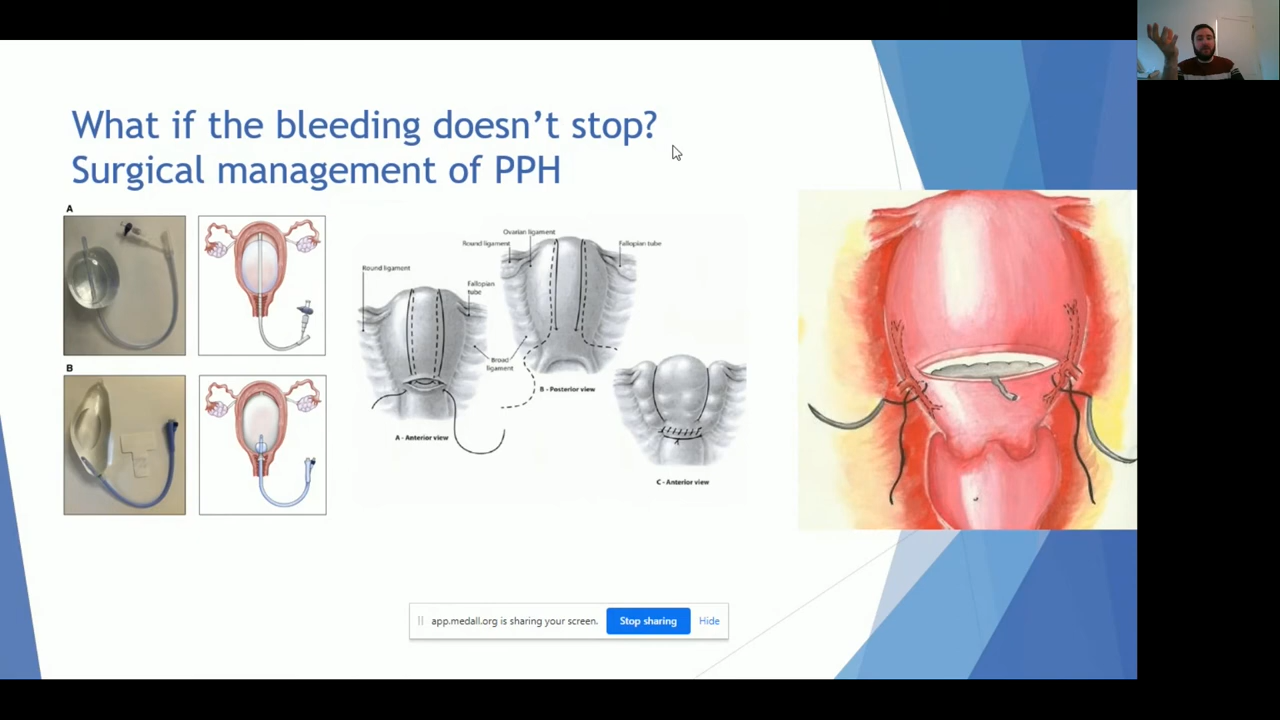 What if the bleeding doesn't stop?
Surgical management of PPH
A
B
Round ligament
Fallopian
tube
A - Anterior view
Ovarian ligament
Round ligament
Fallopian tube
Broad
ligament
B - Posterior view
C - Anterior view
app.medall.org is sharing your screen.
Stop sharing
Hide